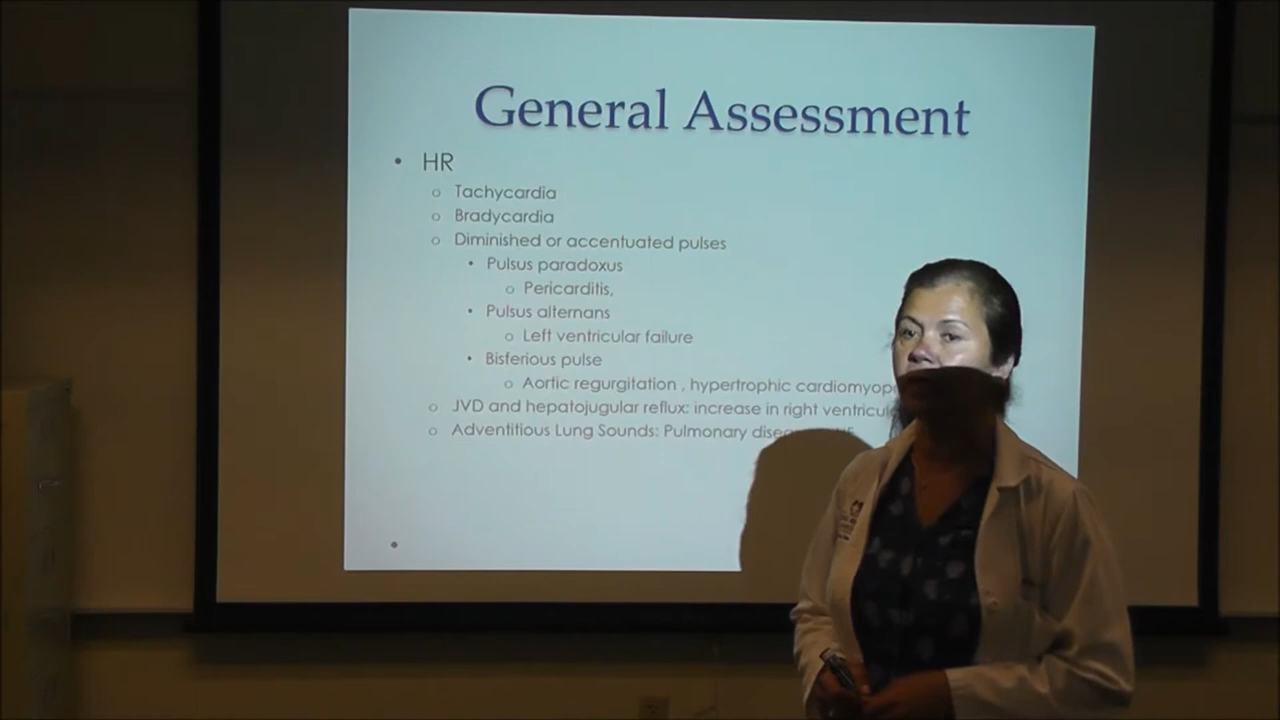 General Assessment
• HR
o Tachycardia
o Bradycardia
o Diminished or accentuated pulses
• Pulsus paradoxus
o Pericarditis,
• Pulsus alternans
o Left ventricular failure
• Bisferious pulse
o Aortic regurgitation , hypertrophic
o JVD and hepatojugular reflux: increase in right
o Adventitious Lung Sounds: Pulmonary
•